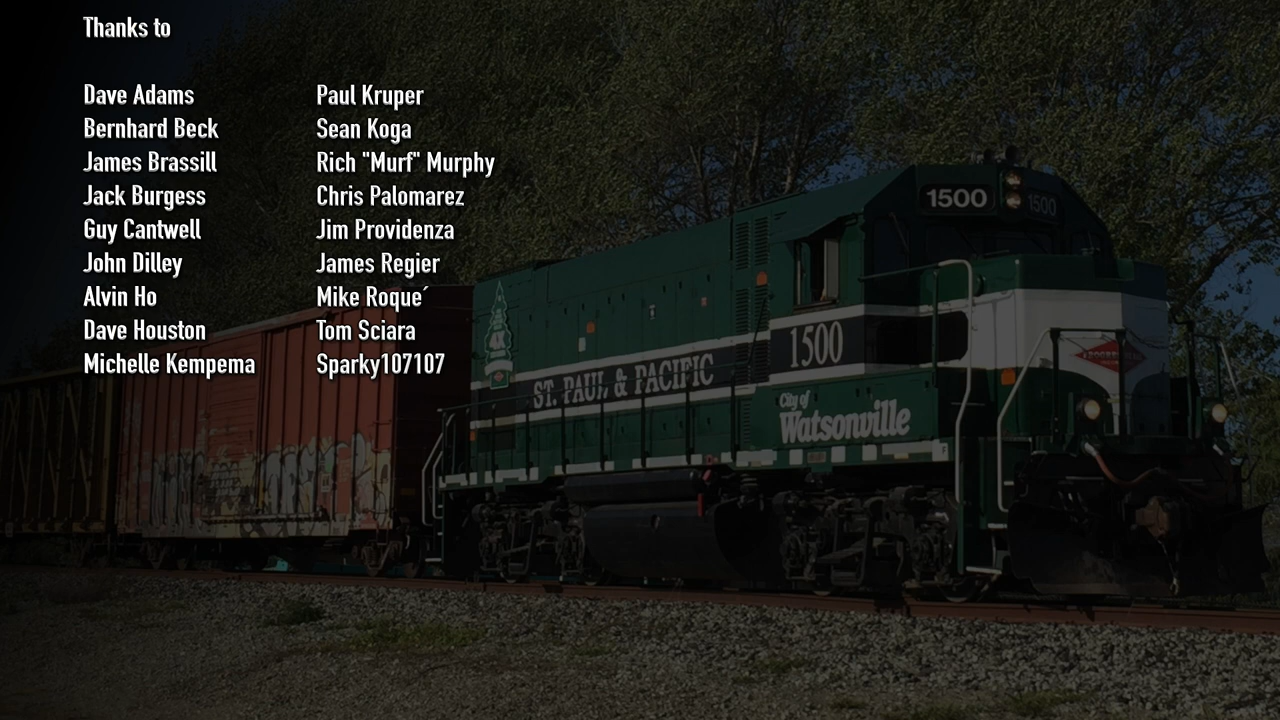 Thanks to
Dave Adams
Bernhard Beck
James Brassill
Jack Burgess
Guy Cantwell
John Dilley
Alvin Ho
Dave Houston
Michelle Kempema
Paul Kruper
Sean Koga
Rich "Murf" Murphy
Chris Palomarez
Jim Providenza
James Regier
Mike Roque´
Tom Sciara
Sparky107107
1500
1500
1500
ST. PAUL & PACIFIC
City of
Watsonville